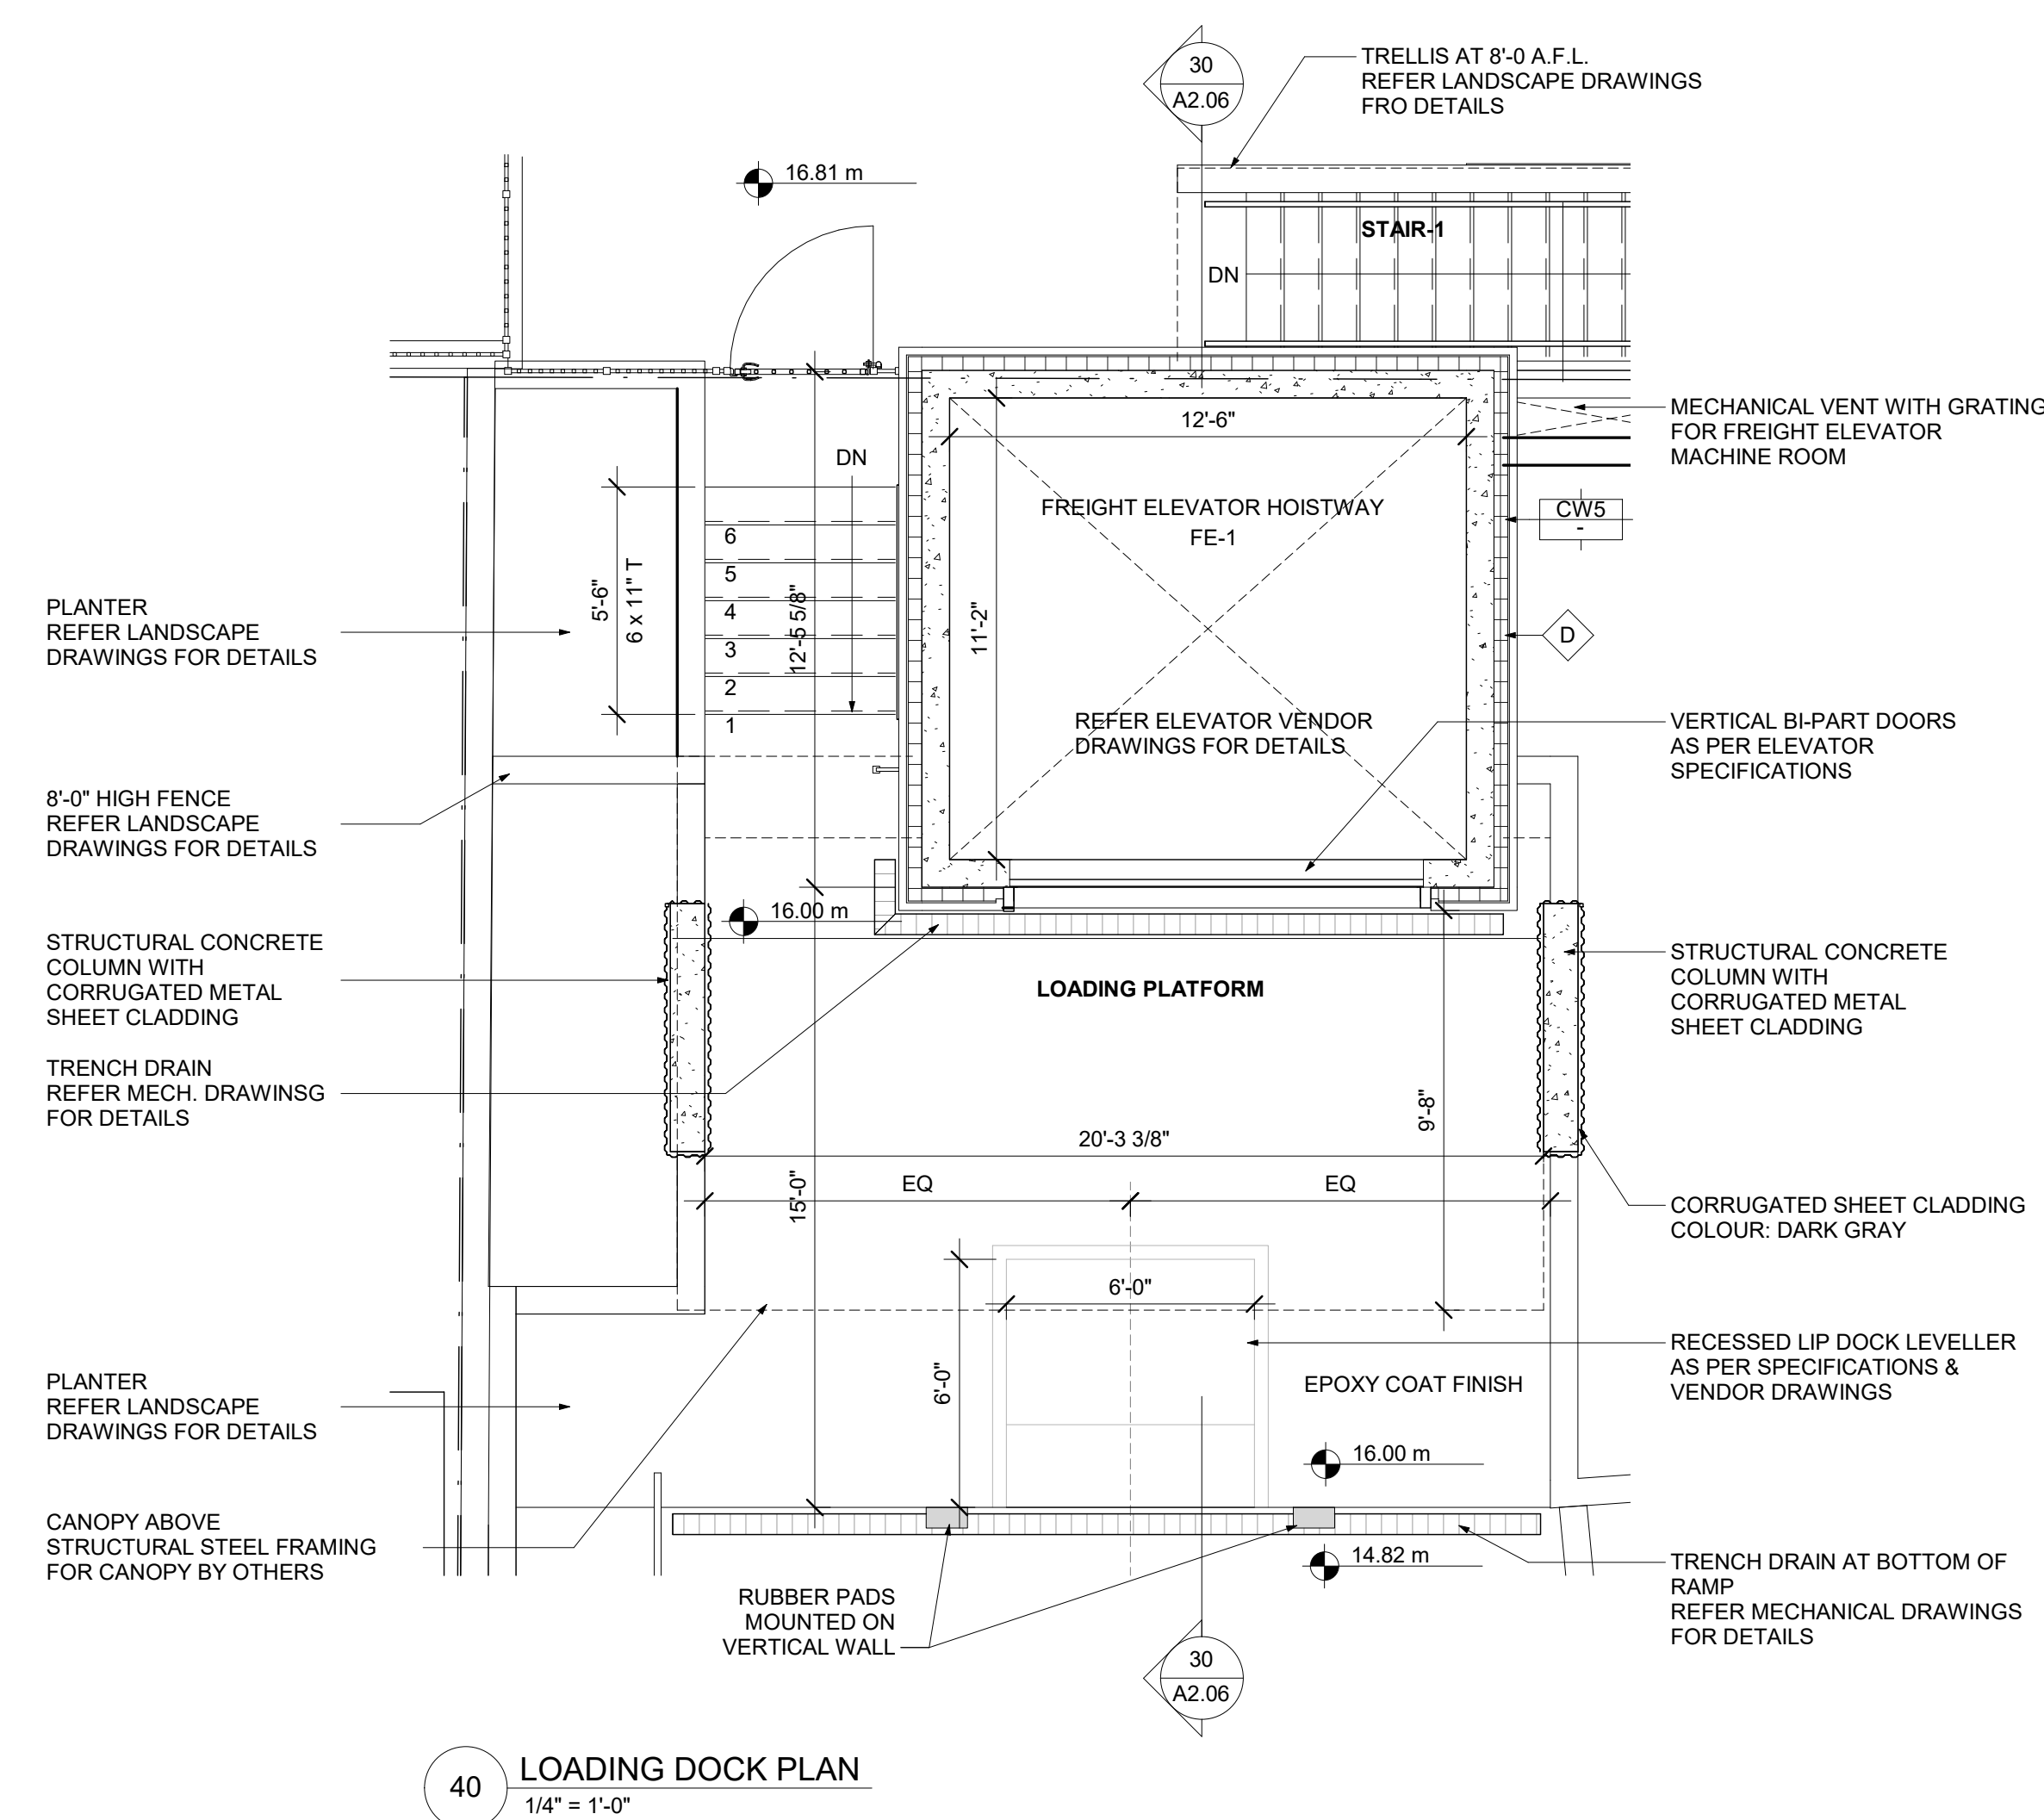 30
A2.06
TRELLIS AT 8'-0 A.F.L.
REFER LANDSCAPE DRAWINGS
FRO DETAILS
16.81 m
STAIR-1
DN
MECHANICAL VENT WITH GRATING
FOR FREIGHT ELEVATOR
MACHINE ROOM
12'-6"
DN
FREIGHT ELEVATOR HOISTWAY
FE-1
CW5
-
6
5
4
3
2
1
5'-6"
6 x 11" T
12'-5 5/8"
11'-2"
D
PLANTER
REFER LANDSCAPE
DRAWINGS FOR DETAILS
REFER ELEVATOR VENDOR
DRAWINGS FOR DETAILS
VERTICAL BI-PART DOORS
AS PER ELEVATOR
SPECIFICATIONS
8'-0" HIGH FENCE
REFER LANDSCAPE
DRAWINGS FOR DETAILS
16.00 m
STRUCTURAL CONCRETE
COLUMN WITH
CORRUGATED METAL
SHEET CLADDING
LOADING PLATFORM
STRUCTURAL CONCRETE
COLUMN WITH
CORRUGATED METAL
SHEET CLADDING
TRENCH DRAIN
REFER MECH. DRAWINSG
FOR DETAILS
9'-8"
20'-3 3/8"
EQ
EQ
15'-0"
CORRUGATED SHEET CLADDING
COLOUR: DARK GRAY
6'-0"
6'-0"
RECESSED LIP DOCK LEVELLER
AS PER SPECIFICATIONS &
VENDOR DRAWINGS
EPOXY COAT FINISH
PLANTER
REFER LANDSCAPE
DRAWINGS FOR DETAILS
16.00 m
CANOPY ABOVE
STRUCTURAL STEEL FRAMING
FOR CANOPY BY OTHERS
14.82 m
TRENCH DRAIN AT BOTTOM OF
RAMP
REFER MECHANICAL DRAWINGS
FOR DETAILS
RUBBER PADS
MOUNTED ON
VERTICAL WALL
30
A2.06
40
LOADING DOCK PLAN
1/4" = 1'-0"